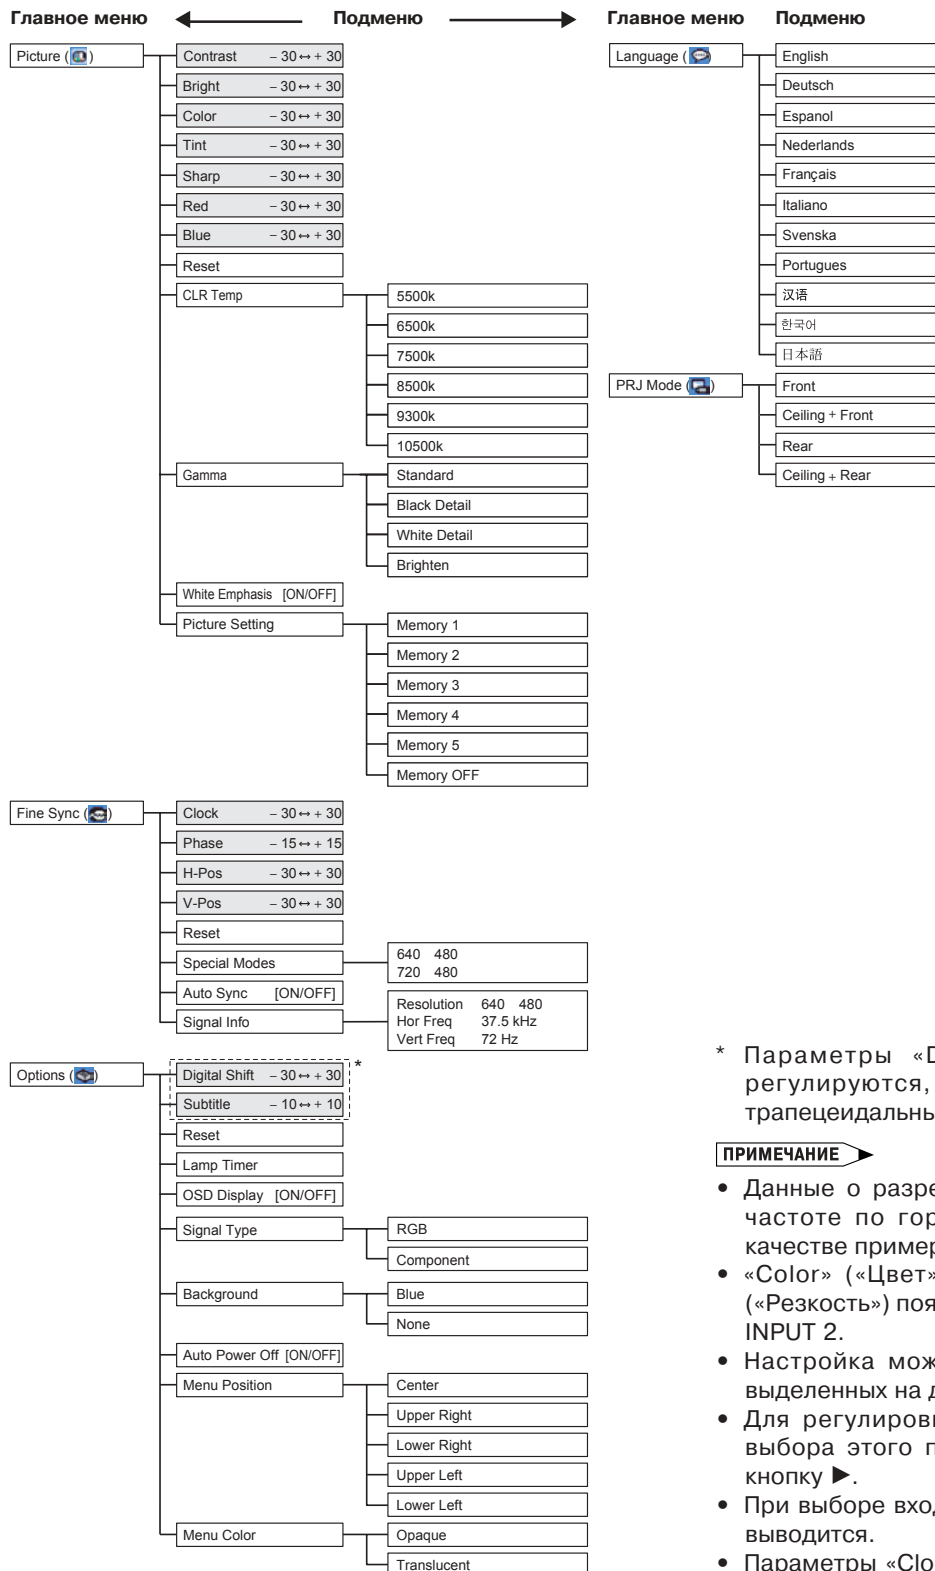 Главное меню Подменю Главное меню Подменю
Picture ( )
Contrast – 30 ↔ + 30
Bright – 30 ↔ + 30
Color – 30 ↔ + 30
Tint – 30 ↔ + 30
Sharp – 30 ↔ + 30
Red – 30 ↔ + 30
Blue – 30 ↔ + 30
Reset
CLR Temp
5500k
6500k
7500k
8500k
9300k
10500k
Gamma
Standard
Black Detail
White Detail
Brighten
White Emphasis [ON/OFF]
Picture Setting
Memory 1
Memory 2
Memory 3
Memory 4
Memory 5
Memory OFF
Fine Sync ( )
Clock – 30 ↔ + 30
Phase – 15 ↔ + 15
H-Pos – 30 ↔ + 30
V-Pos – 30 ↔ + 30
Reset
Special Modes
640 480
720 480
Auto Sync [ON/OFF]
Signal Info
Resolution 640 480
Hor Freq 37.5 kHz
Vert Freq 72 Hz
Options ( )
Digital Shift – 30 ↔ + 30 *
Subtitle – 10 ↔ + 10
Reset
Lamp Timer
OSD Display [ON/OFF]
Signal Type
RGB
Component
Background
Blue
None
Auto Power Off [ON/OFF]
Menu Position
Center
Upper Right
Lower Right
Upper Left
Lower Left
Menu Color
Opaque
Translucent
Language ( 
English
Deutsch
Espanol
Nederlands
Français
Italiano
Svenska
Portugues
汉语
한국어
日本語
PRJ Mode ( )
Front
Ceiling + Front
Rear
Ceiling + Rear
* Параметры «D
регулируются,
трапецеидальны
ПРИМЕЧАНИЕ
• Данные о разре
частоте по гор
качестве пример
• «Color» («Цвет»
(«Резкость») поя
INPUT 2.
• Настройка мож
выделенных на д
• Для регулировк
выбора этого п
кнопку ►.
• При выборе вход
выводится.
• Параметры «Clo